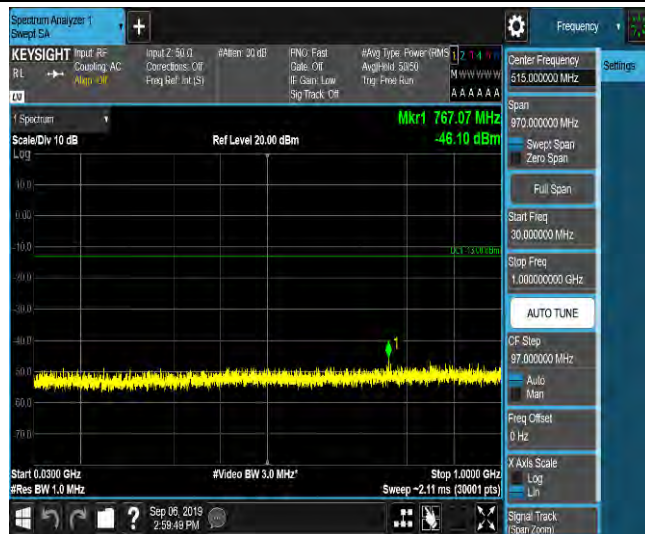 Spectrum Analyzer 1
Swept SA
Frequency
KEYSIGHT
RL
Input: RF
Coupling: AC
Align: Off
Input Z: 50 Ω
Corrections: Off
Freq Ref: Int (S)
#Atten: 30 dB
PNO: Fast
Gate: Off
IF Gain: Low
Sig Track: Off
#Avg Type: Power (RMS
Avg|Hold: 50/50
Trig: Free Run
M W W W W W
A A A A A A
1 Spectrum
Scale/Div 10 dB
Log
Ref Level 20.00 dBm
Mkr1 767.07 MHz
-46.10 dBm
10.0
0.00
-10.0
DL1 -13.00 dBm
-20.0
-30.0
-40.0
1
-50.0
-60.0
-70.0
Start 0.0300 GHz
#Res BW 1.0 MHz
#Video BW 3.0 MHz*
Stop 1.0000 GHz
Sweep ~2.11 ms (30001 pts)
Sep 06, 2019
2:59:49 PM
Center Frequency
515.000000 MHz
Settings
Span
970.000000 MHz
Swept Span
Zero Span
Full Span
Start Freq
30.000000 MHz
Stop Freq
1.000000000 GHz
AUTO TUNE
CF Step
97.000000 MHz
Auto
Man
Freq Offset
0 Hz
X Axis Scale
Log
Lin
Signal Track
(Span Zoom)